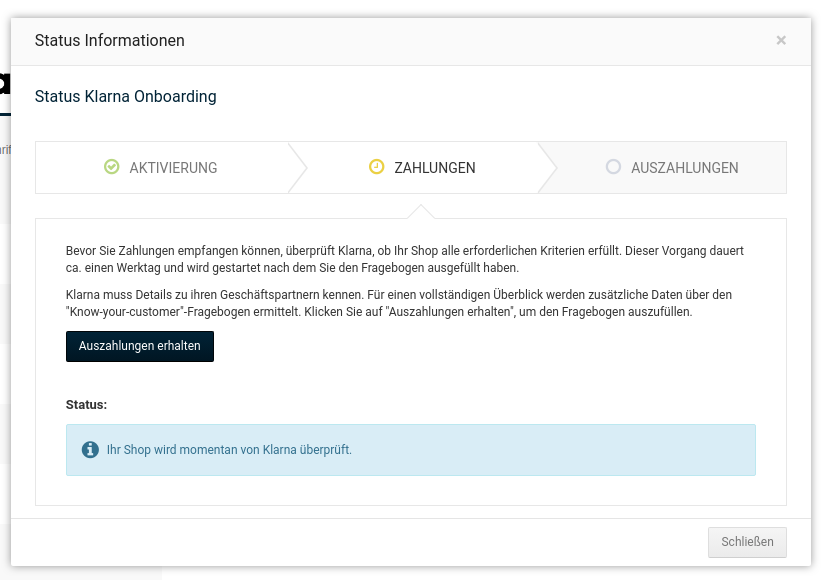 Status Informationen
×
Status Klarna Onboarding
AKTIVIERUNG
ZAHLUNGEN
AUSZAHLUNGEN
Bevor Sie Zahlungen empfangen können, überprüft Klarna, ob Ihr Shop alle erforderlichen Kriterien erfüllt. Dieser Vorgang dauert
ca. einen Werktag und wird gestartet nach dem Sie den Fragebogen ausgefüllt haben.
Klarna muss Details zu ihren Geschäftspartnern kennen. Für einen vollständigen Überblick werden zusätzliche Daten über den
"Know-your-customer"-Fragebogen ermittelt. Klicken Sie auf "Auszahlungen erhalten", um den Fragebogen auszufüllen.
Auszahlungen erhalten
Status:
Ihr Shop wird momentan von Klarna überprüft.
Schließen